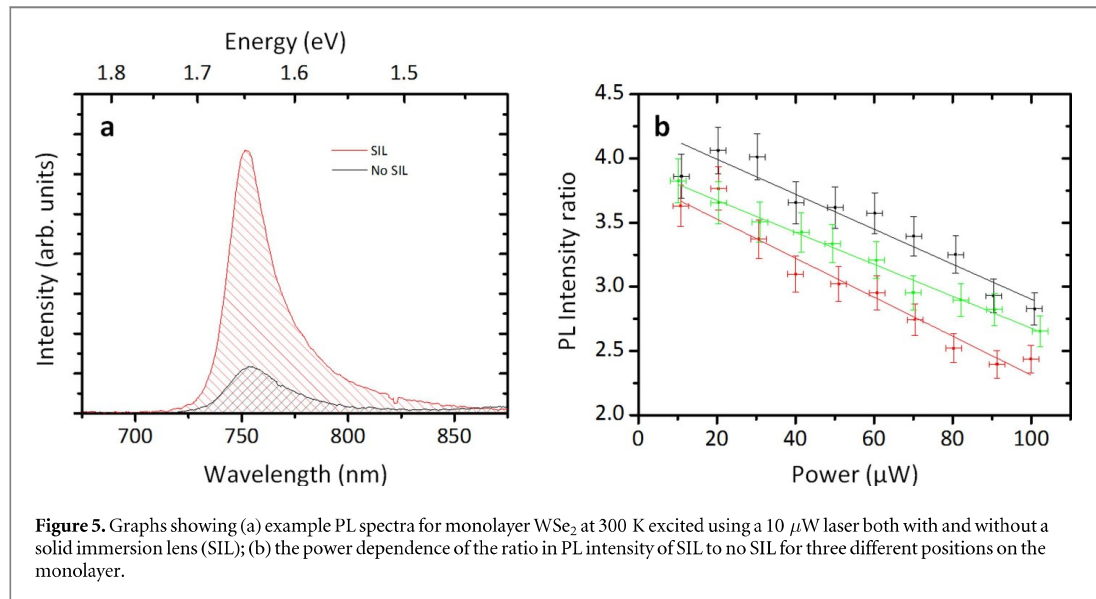 Energy (eV)
1.8 1.7 1.6 1.5
a
SIL
No SIL
Intensity (arb. units)
700 750 800 850
Wavelength (nm)
b
PL Intensity ratio
4.5
4.0
3.5
3.0
2.5
2.0
0 20 40 60 80 100
Power (µW)
Figure 5. Graphs showing (a) example PL spectra for monolayer WSe₂ at 300 K excited using a 10 μW laser both with and without a
solid immersion lens (SIL); (b) the power dependence of the ratio in PL intensity of SIL to no SIL for three different positions on the
monolayer.